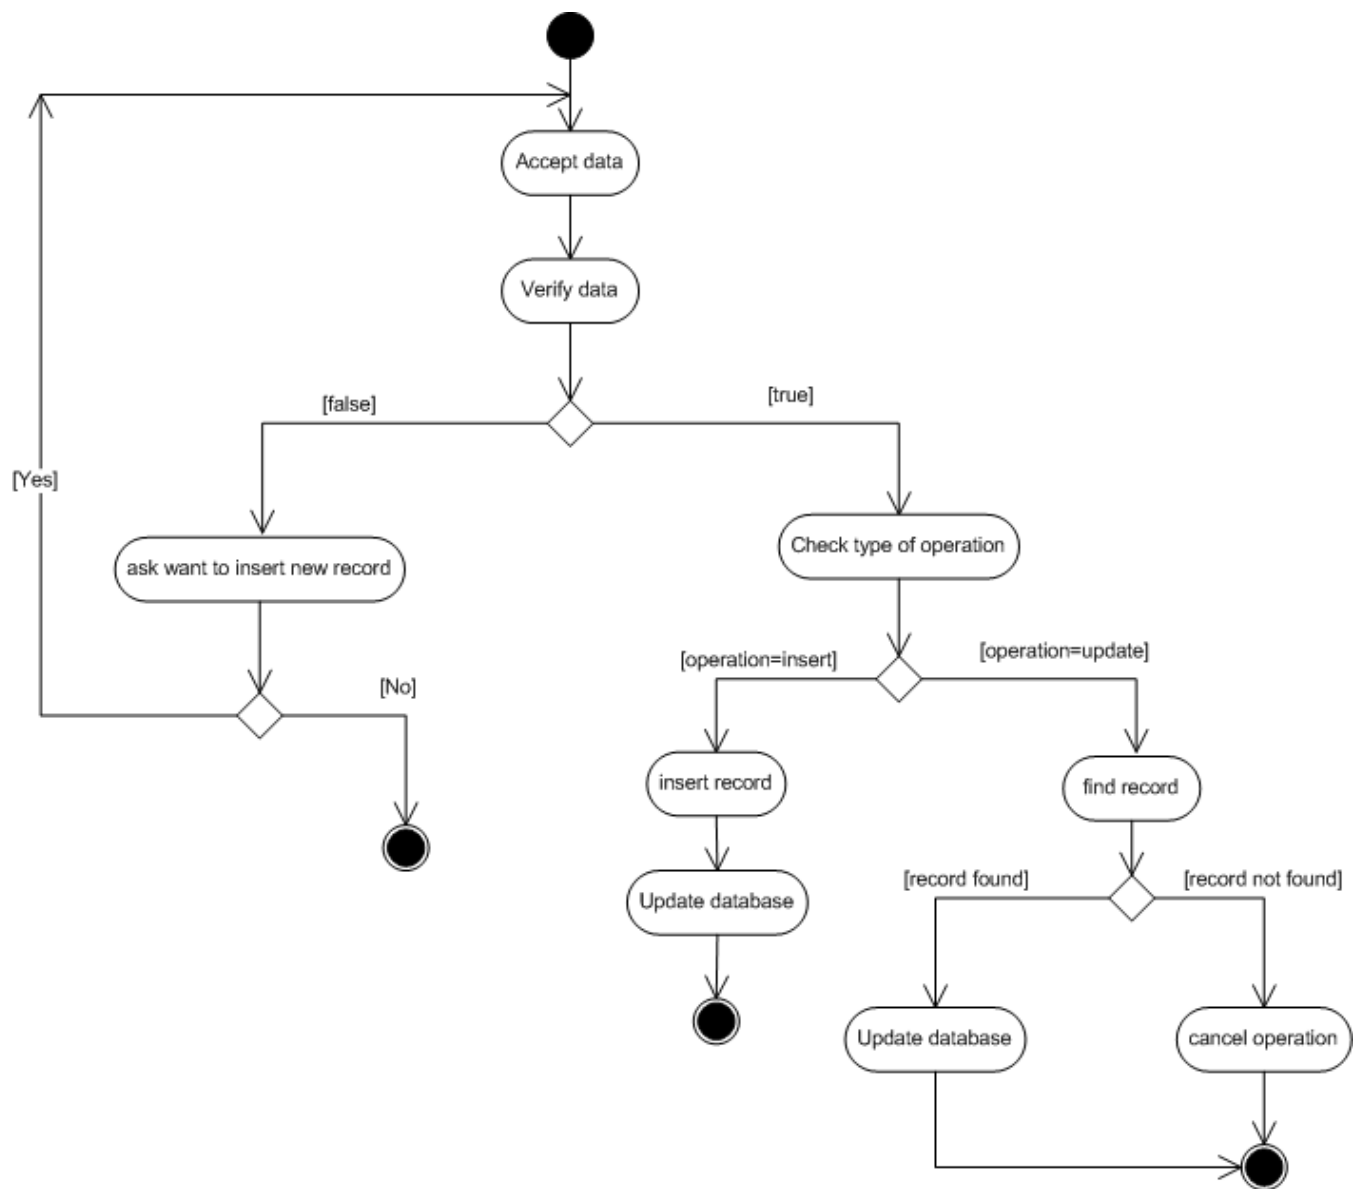 Accept data
Verify data
[false]
[true]
[Yes]
ask want to insert new record
Check type of operation
[No]
[operation=insert]
[operation=update]
insert record
find record
Update database
[record found]
[record not found]
Update database
cancel operation